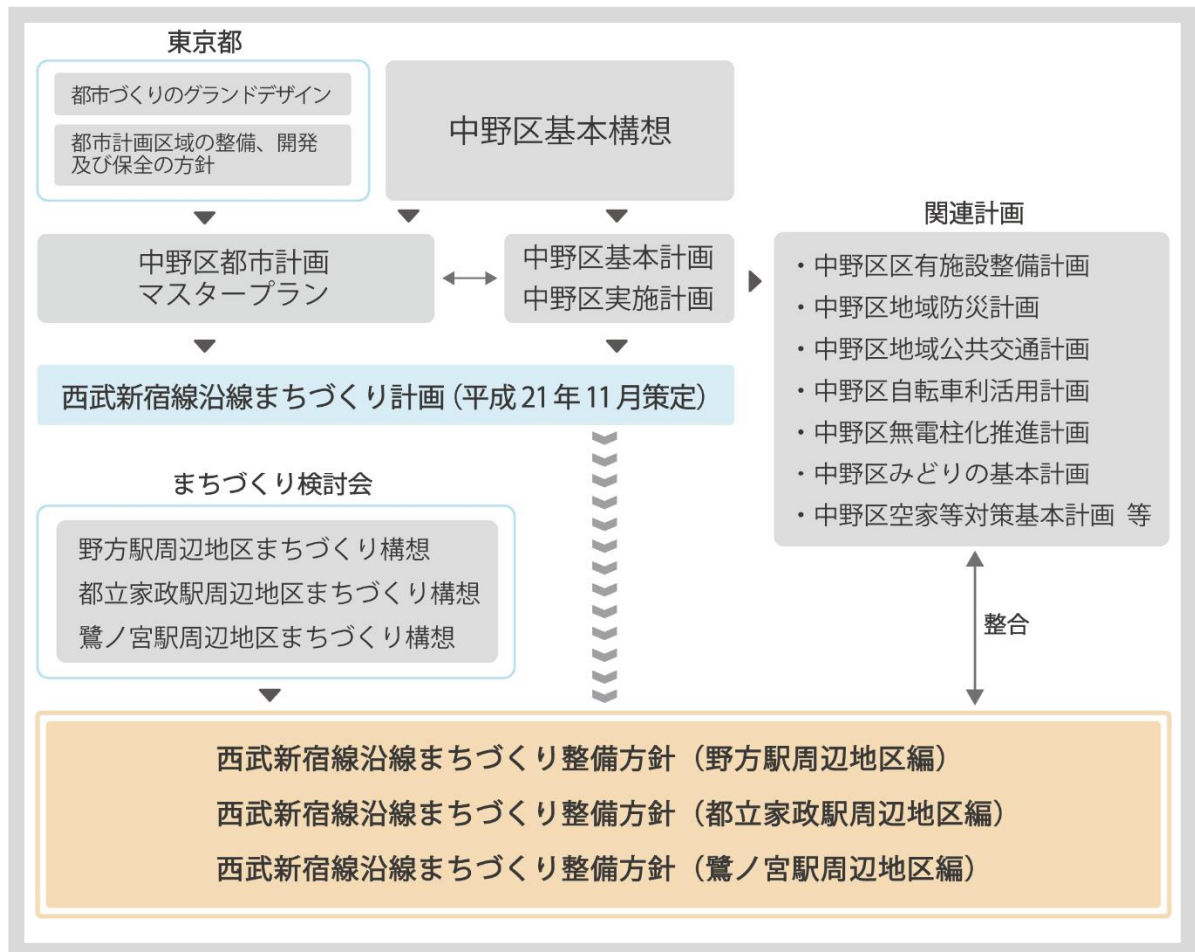 東京都
都市づくりのグランドデザイン
都市計画区域の整備、開発
及び保全の方針
中野区基本構想
中野区都市計画
マスタープラン
中野区基本計画
中野区実施計画
関連計画
・中野区区有施設整備計画
・中野区地域防災計画
・中野区地域公共交通計画
・中野区自転車利活用計画
・中野区無電柱化推進計画
・中野区みどりの基本計画
・中野区空家等対策基本計画 等
西武新宿線沿線まちづくり計画（平成21年11月策定）
まちづくり検討会
野方駅周辺地区まちづくり構想
都立家政駅周辺地区まちづくり構想
鷺ノ宮駅周辺地区まちづくり構想
整合
西武新宿線沿線まちづくり整備方針（野方駅周辺地区編）
西武新宿線沿線まちづくり整備方針（都立家政駅周辺地区編）
西武新宿線沿線まちづくり整備方針（鷺ノ宮駅周辺地区編）